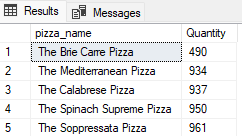 Results Messages
pizza_name Quantity
1 The Brie Carre Pizza 490
2 The Mediterranean Pizza 934
3 The Calabrese Pizza 937
4 The Spinach Supreme Pizza 950
5 The Soppressata Pizza 961